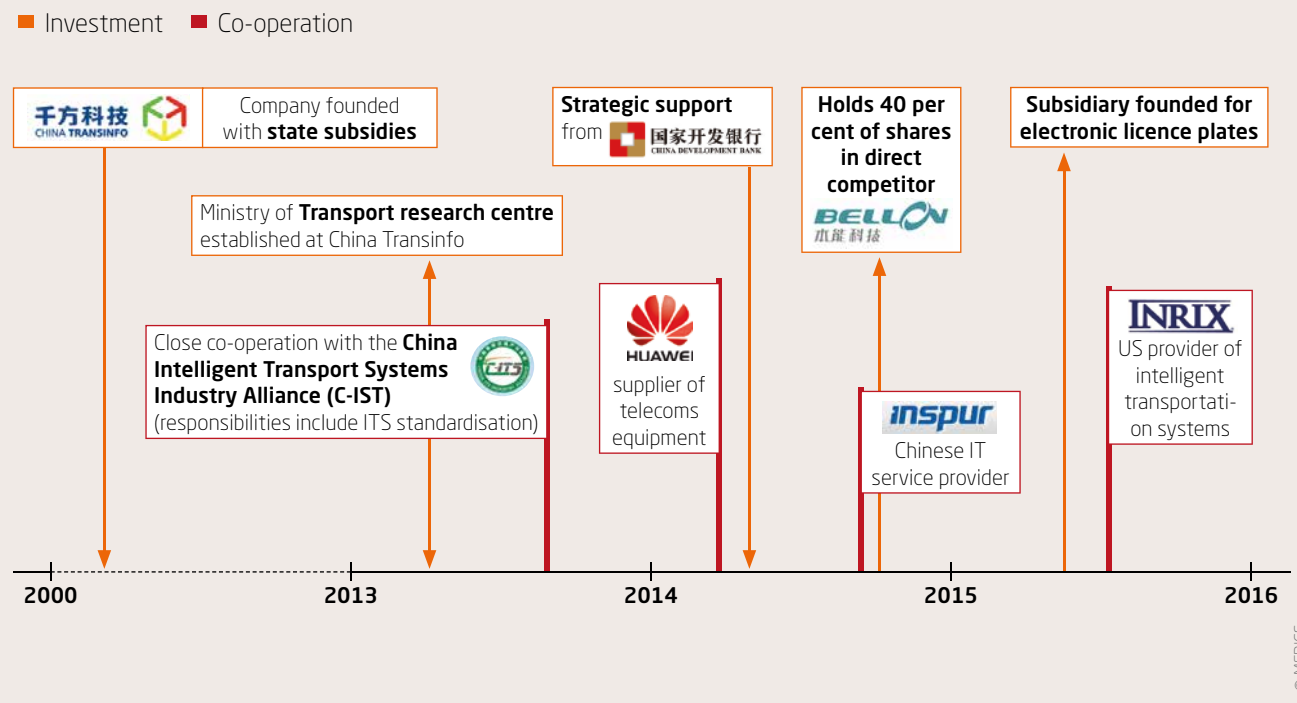 Investment
Co-operation
千方科技
CHINA TRANSINFO
Company founded
with state subsidies
Strategic support
from
国家开发银行
CHINA DEVELOPMENT BANK
Holds 40 per
cent of shares
in direct
competitor
BELLON
本能科技
Subsidiary founded for
electronic licence plates
Ministry of Transport research centre
established at China Transinfo
Close co-operation with the China
Intelligent Transport Systems
Industry Alliance (C-IST)
(responsibilities include ITS standardisation)
C-ITS
HUAWEI
supplier of
telecoms
equipment
inspur
Chinese IT
service provider
INRIX
US provider of
intelligent
transportati-
on systems
2000
2013
2014
2015
2016